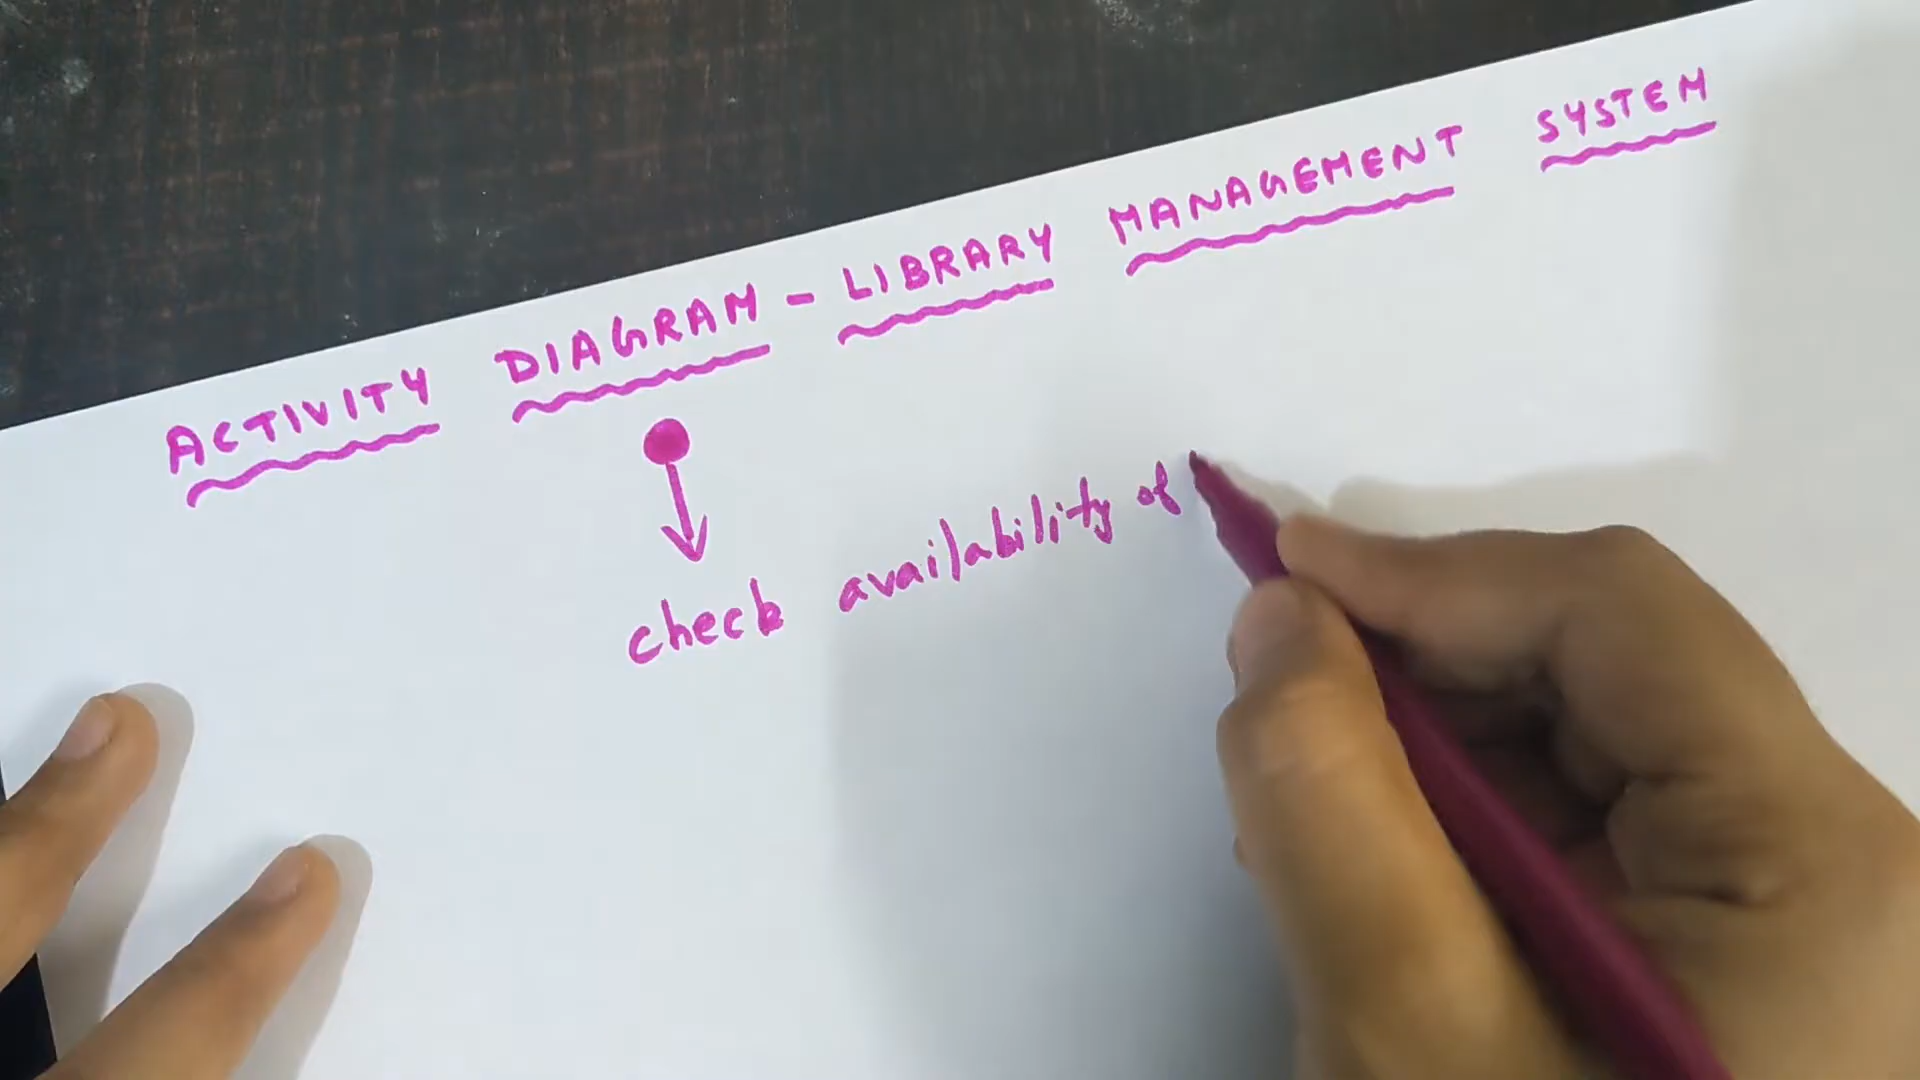 ACTIVITY DIAGRAM - LIBRARY MANAGEMENT SYSTEM
check availability of